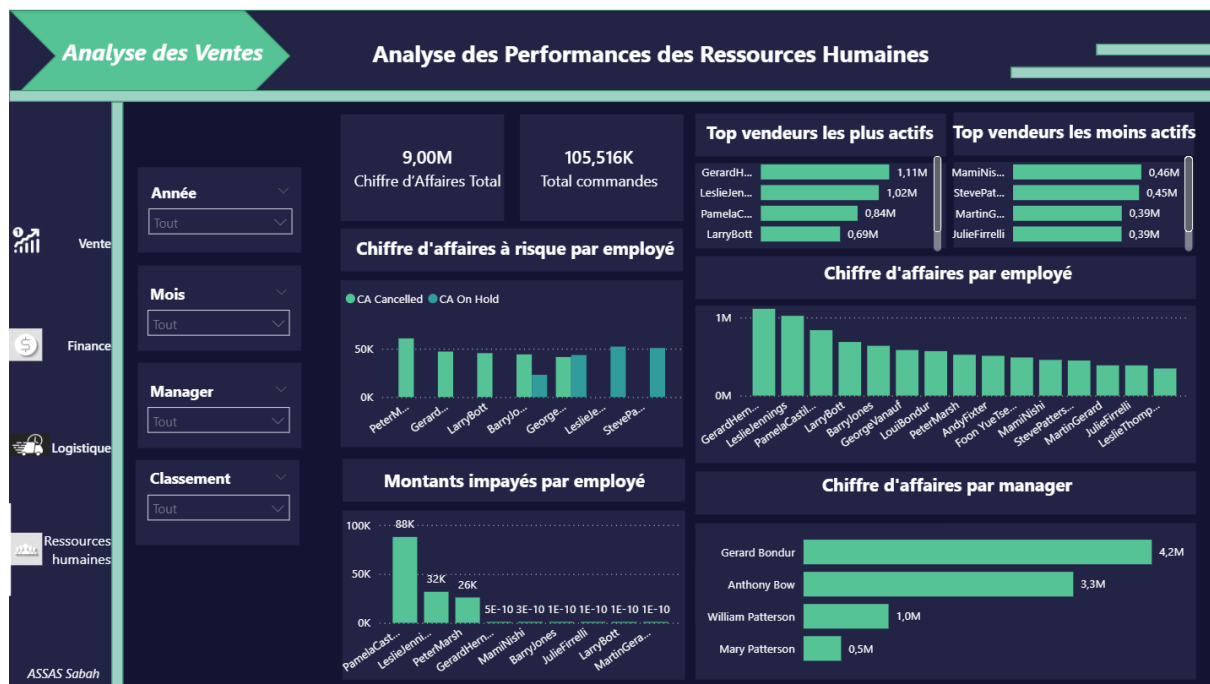 Analyse des Ventes
Analyse des Performances des Ressources Humaines
Vente
Finance
Logistique
Ressources
humaines
ASSAS Sabah
Année
Tout
Mois
Tout
Manager
Tout
Classement
Tout
9,00M
Chiffre d'Affaires Total
105,516K
Total commandes
Top vendeurs les plus actifs
GerardH... 1,11M
LeslieJen... 1,02M
PamelaC... 0,84M
LarryBott 0,69M
Top vendeurs les moins actifs
MamiNis... 0,46M
StevePat... 0,45M
MartinG... 0,39M
JulieFirrelli 0,39M
Chiffre d'affaires à risque par employé
CA Cancelled CA On Hold
50K
0K
PeterM... Gerard... LarryBott BarryJo... George... LeslieJe... StevePa...
Chiffre d'affaires par employé
1M
0M
GerardHern... LeslieJennings PamelaCastil... LarryBott BarryJones GeorgeVanauf LouiBondur PeterMarsh AndyFixter Foon YueTse... MamiNishi StevePatters... MartinGerard JulieFirrelli LeslieThomp...
Montants impayés par employé
100K
50K
0K
88K 32K 26K 5E-10 3E-10 1E-10 1E-10 1E-10 1E-10
PamelaCast... LeslieJenni... PeterMarsh GerardHern... MamiNishi BarryJones JulieFirrelli LarryBott MartinGera...
Chiffre d'affaires par manager
Gerard Bondur 4,2M
Anthony Bow 3,3M
William Patterson 1,0M
Mary Patterson 0,5M